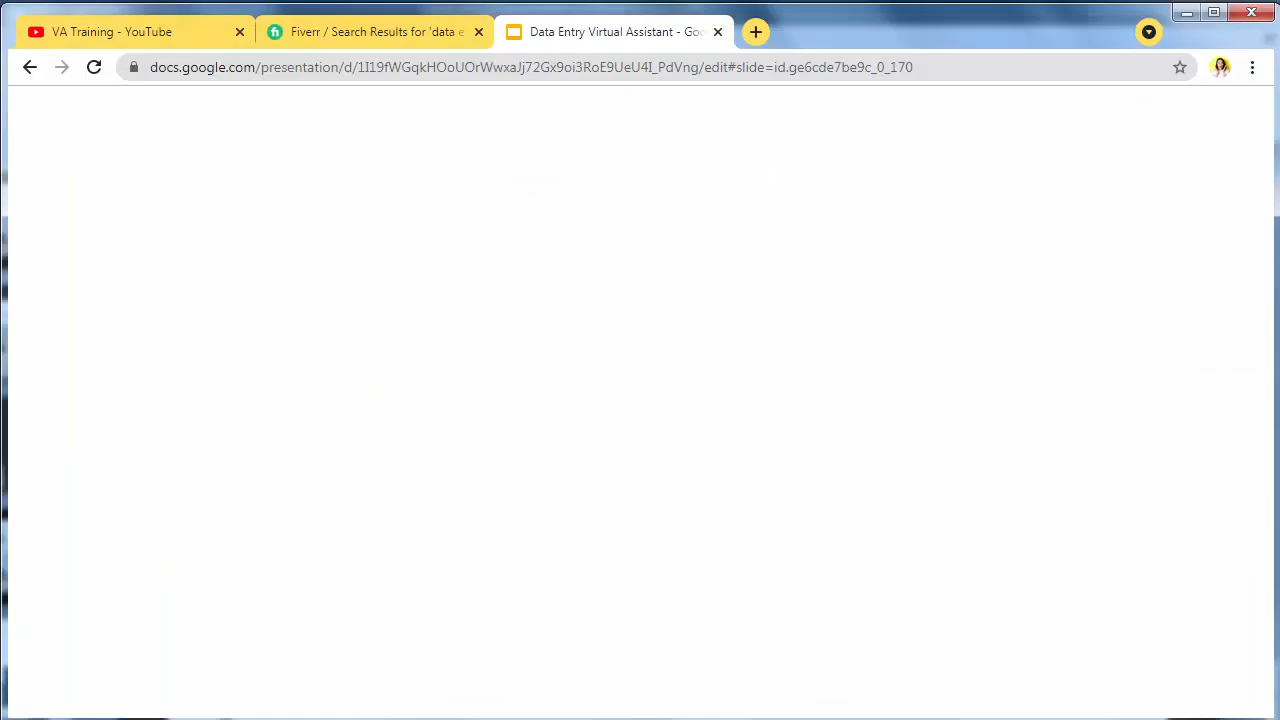 VA Training - YouTube
Fiverr / Search Results for 'data e
Data Entry Virtual Assistant - Goo
docs.google.com/presentation/d/1I19fWGqkHOoUOrWwxaJj72Gx9oi3RoE9UeU4I_PdVng/edit#slide=id.ge6cde7be9c_0_170